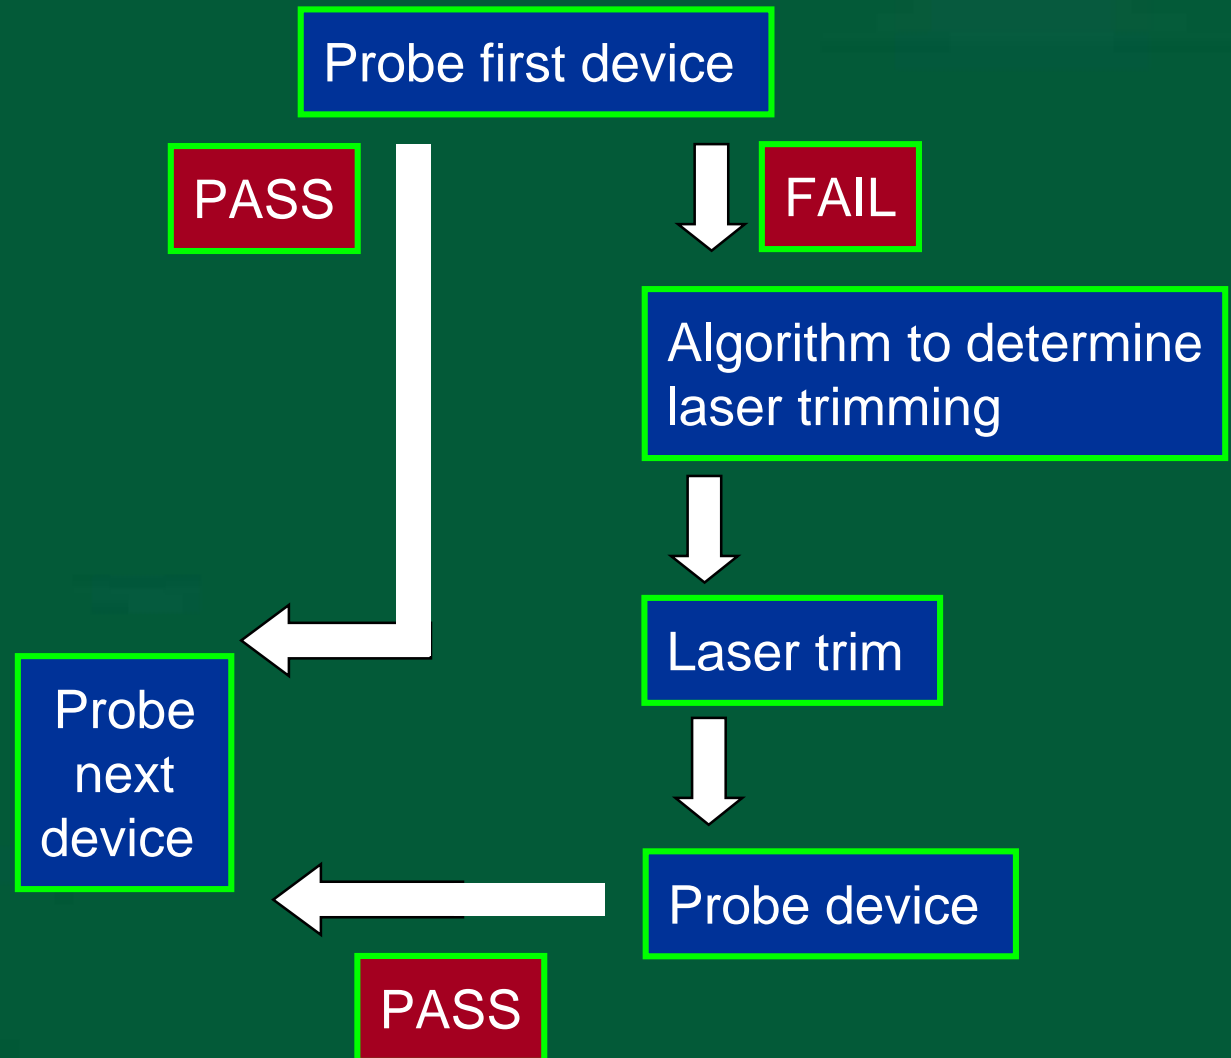 Probe first device
PASS
FAIL
Algorithm to determine
laser trimming
Laser trim
Probe
next
device
Probe device
PASS